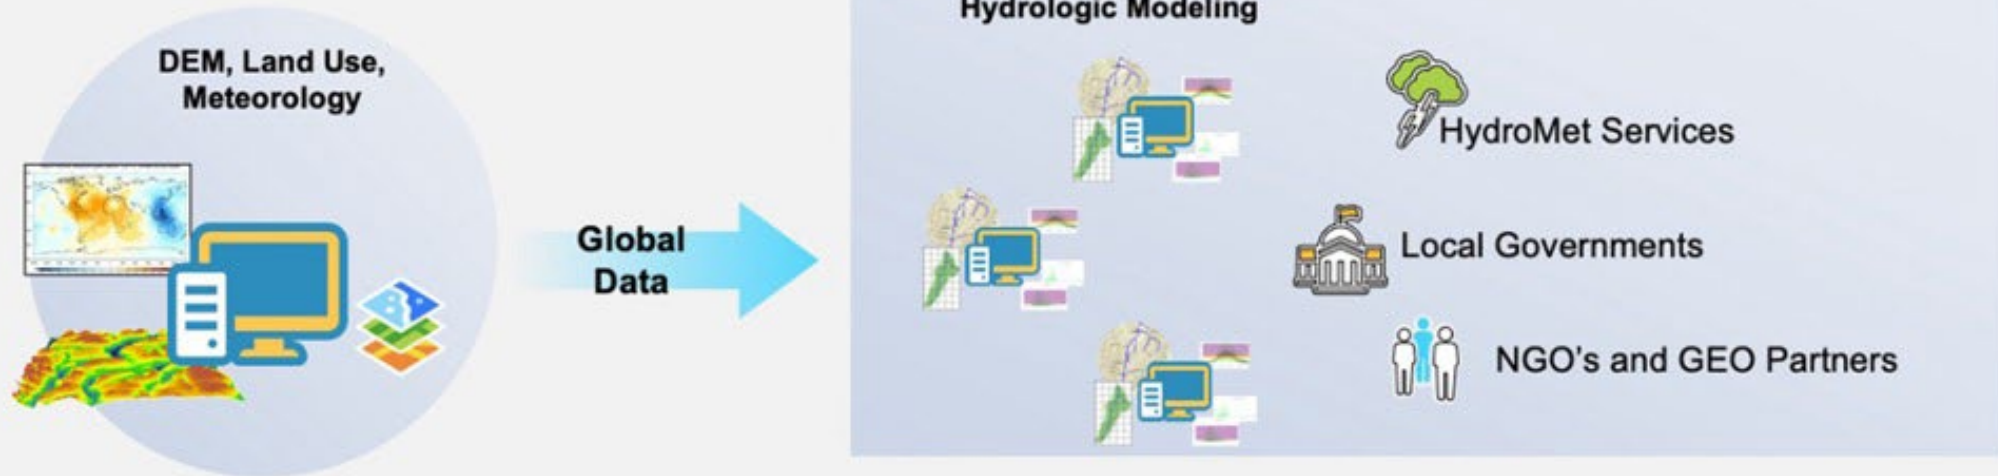 Hydrologic Modeling
DEM, Land Use,
Meteorology
HydroMet Services
Global
Data
Local Governments
NGO's and GEO Partners